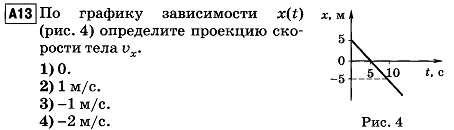 A13 По графику зависимости x(t)
(рис. 4) определите проекцию ско-
рости тела vₓ.
1) 0.
2) 1 м/с.
3) –1 м/с.
4) –2 м/с.
x, м
5
0
5 10 t, с
–5
Рис. 4